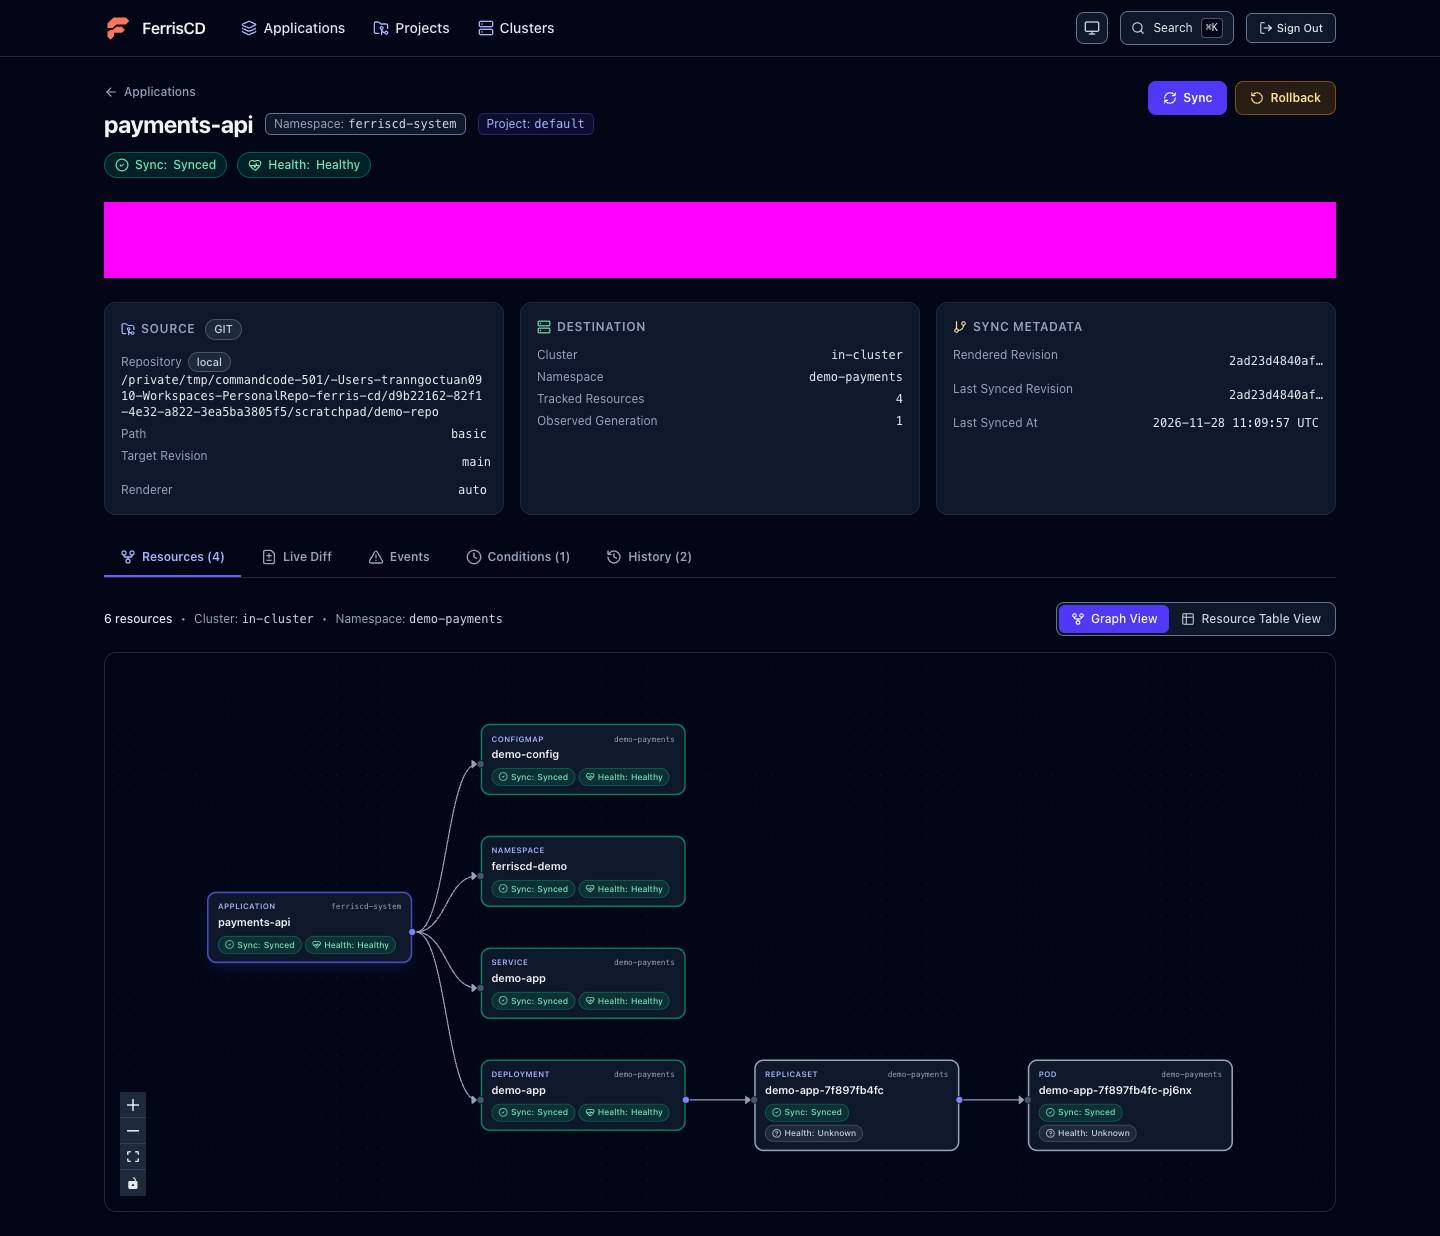 FerrisCD
Applications
Projects
Clusters
Search ⌘K
Sign Out
← Applications
Sync
Rollback
payments-api
Namespace: ferriscd-system
Project: default
Sync: Synced
Health: Healthy
SOURCE GIT
Repository local
/private/tmp/commandcode-501/-Users-tranngoctuan09
10-Workspaces-PersonalRepo-ferris-cd/d9b22162-82f1
-4e32-a822-3ea5ba3805f5/scratchpad/demo-repo
Path basic
Target Revision main
Renderer auto
DESTINATION
Cluster in-cluster
Namespace demo-payments
Tracked Resources 4
Observed Generation 1
SYNC METADATA
Rendered Revision 2ad23d4840af…
Last Synced Revision 2ad23d4840af…
Last Synced At 2026-11-28 11:09:57 UTC
Resources (4)
Live Diff
Events
Conditions (1)
History (2)
6 resources • Cluster: in-cluster • Namespace: demo-payments
Graph View
Resource Table View
CONFIGMAP demo-payments
demo-config
Sync: Synced Health: Healthy
NAMESPACE
ferriscd-demo
Sync: Synced Health: Healthy
APPLICATION ferriscd-system
payments-api
Sync: Synced Health: Healthy
SERVICE demo-payments
demo-app
Sync: Synced Health: Healthy
DEPLOYMENT demo-payments
demo-app
Sync: Synced Health: Healthy
REPLICASET demo-payments
demo-app-7f897fb4fc
Sync: Synced
Health: Unknown
POD demo-payments
demo-app-7f897fb4fc-pj6nx
Sync: Synced
Health: Unknown